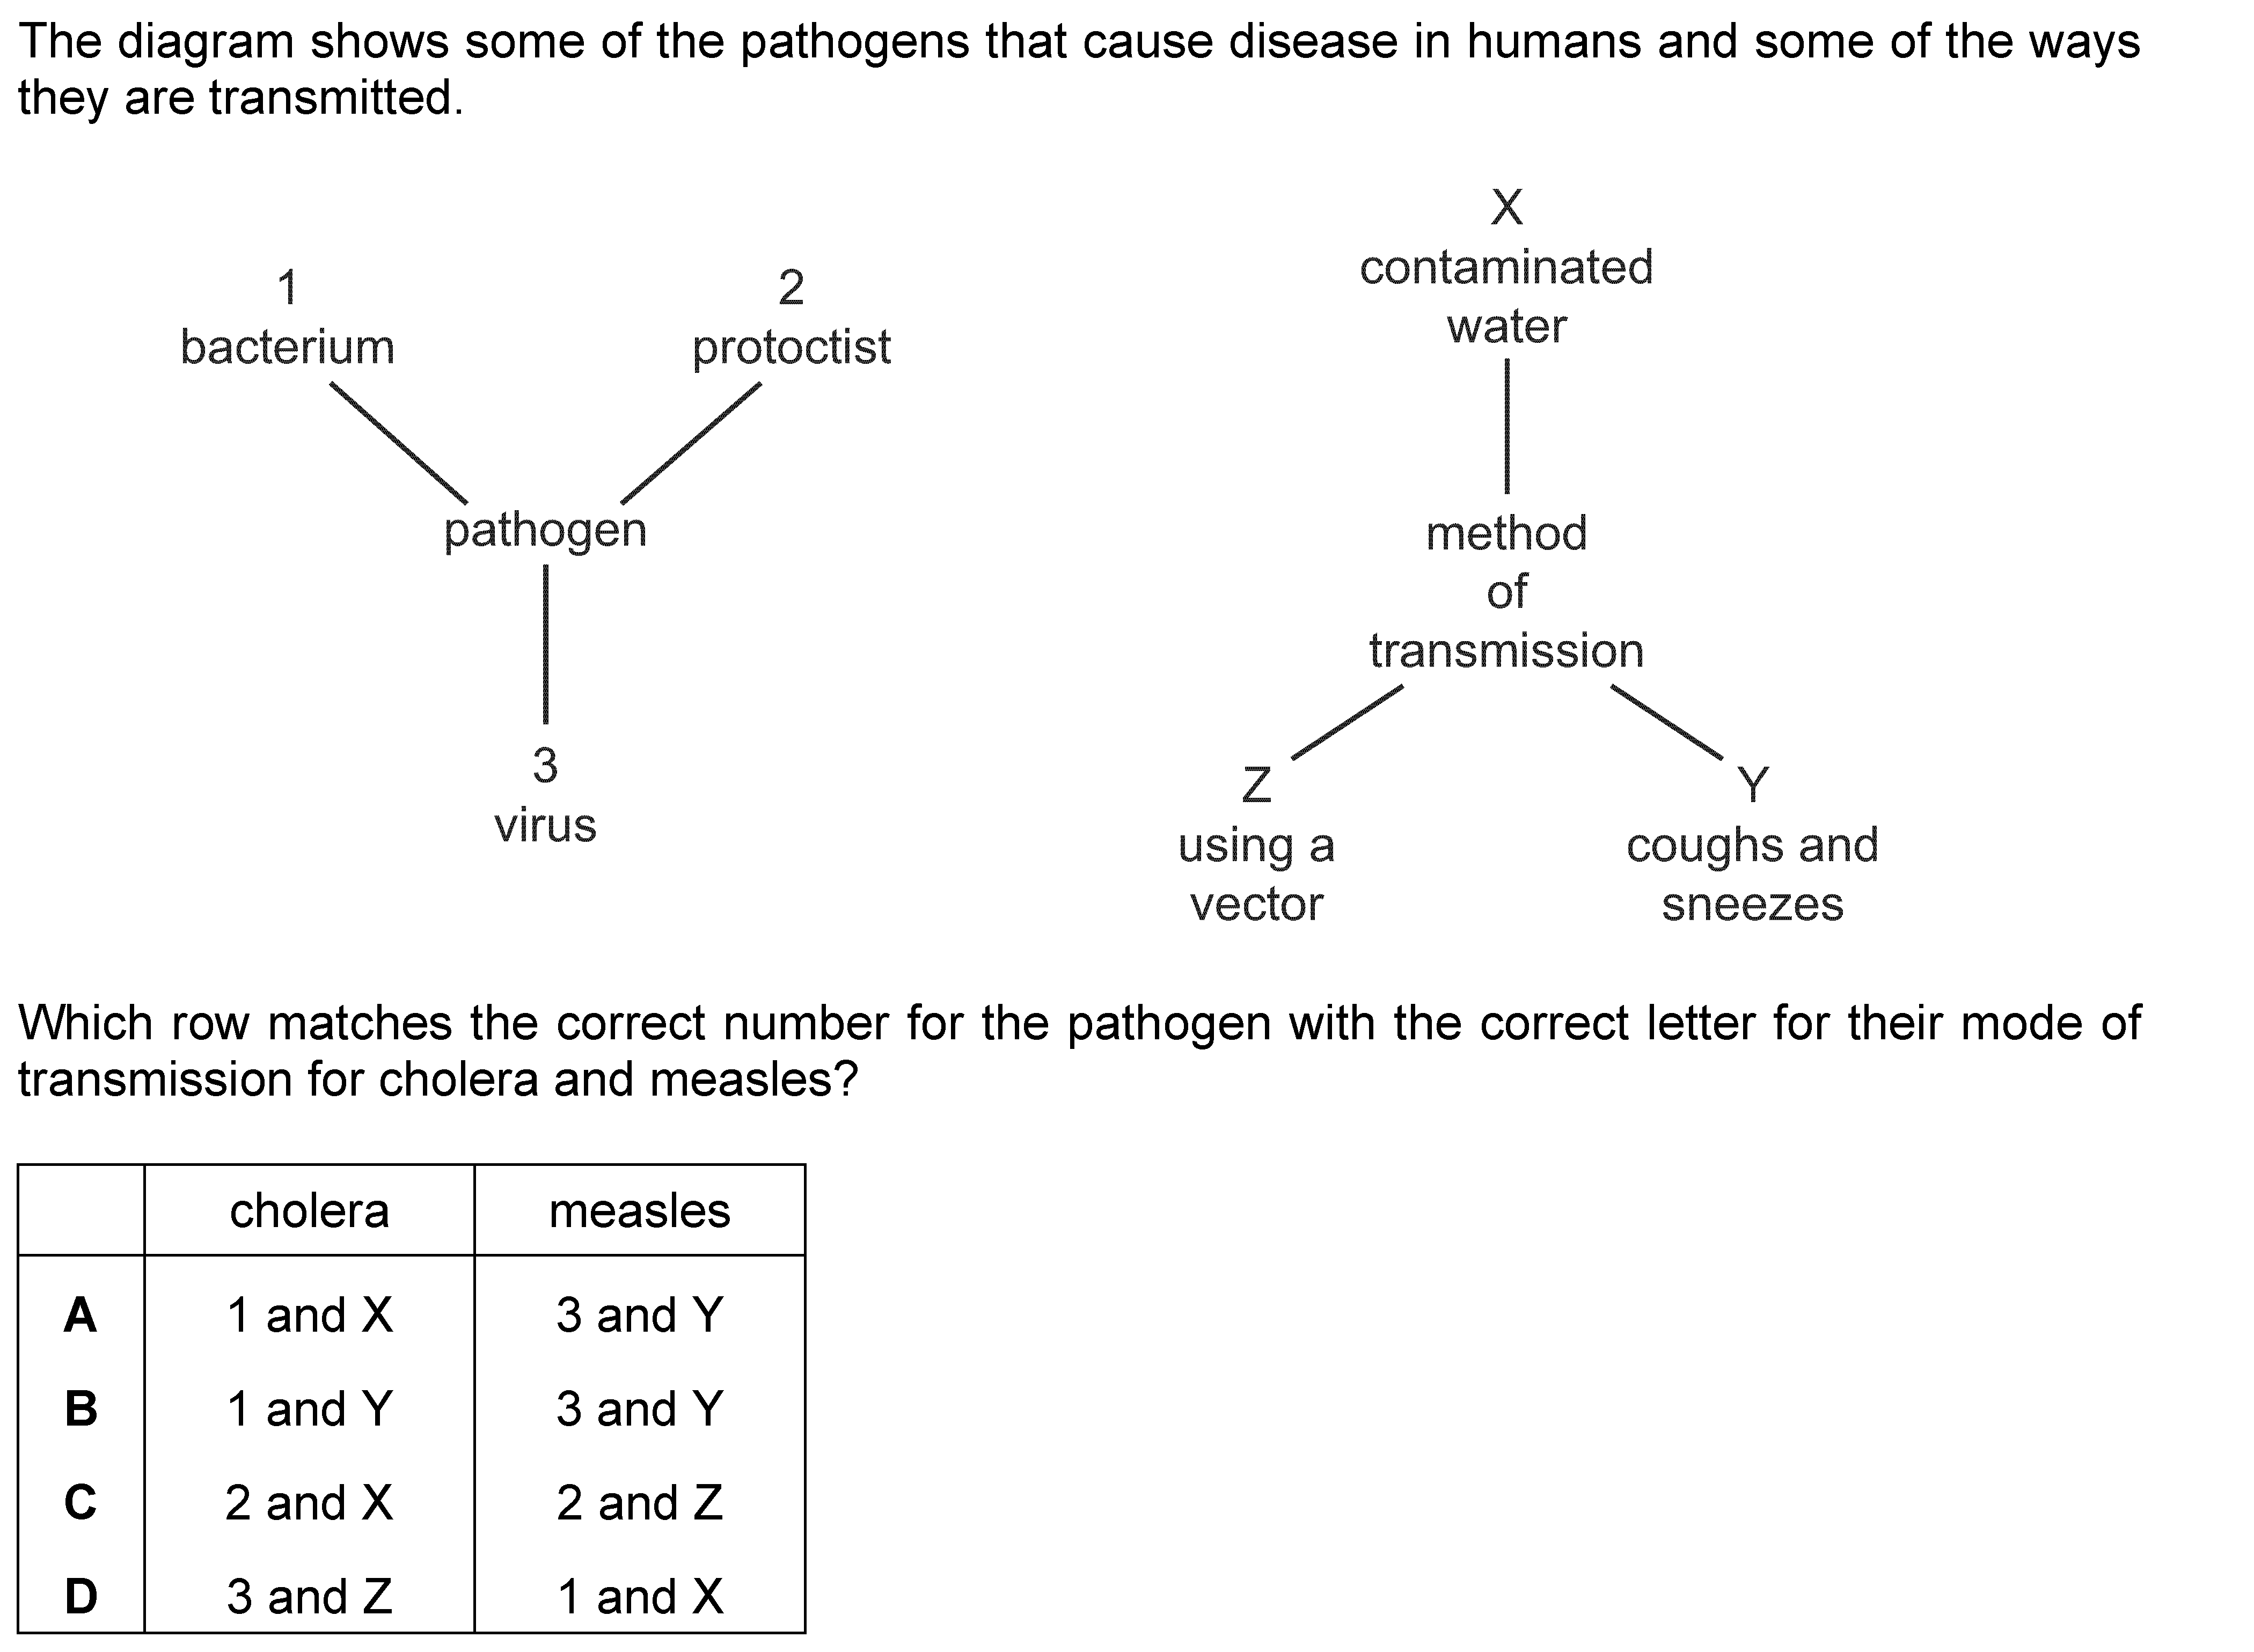 The diagram shows some of the pathogens that cause disease in humans and some of the ways
they are transmitted.
1
bacterium
2
protoctist
pathogen
3
virus
X
contaminated
water
method
of
transmission
Z
using a
vector
Y
coughs and
sneezes
Which row matches the correct number for the pathogen with the correct letter for their mode of
transmission for cholera and measles?
cholera measles
A 1 and X 3 and Y
B 1 and Y 3 and Y
C 2 and X 2 and Z
D 3 and Z 1 and X